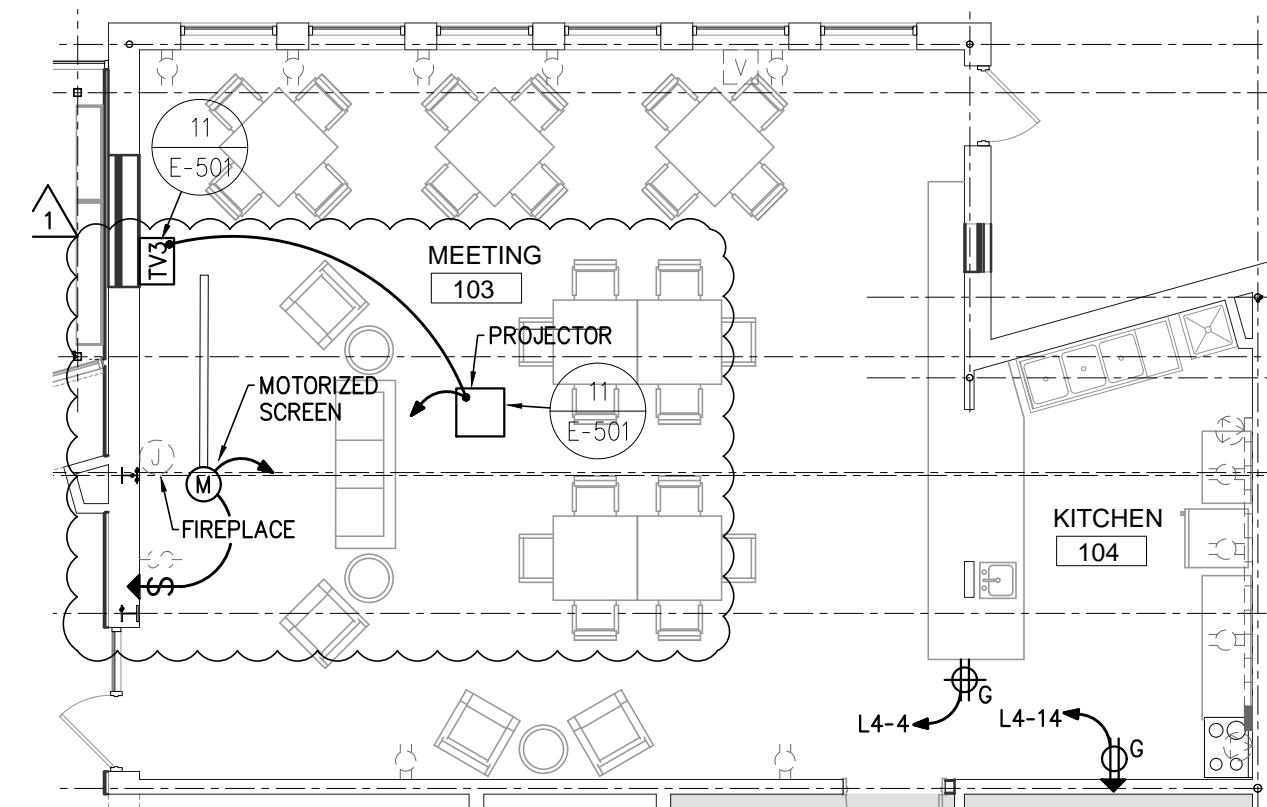 V
11
E-501
1
TV3
MEETING
103
PROJECTOR
MOTORIZED
SCREEN
11
E-501
J
M
FIREPLACE
KITCHEN
104
S
S
G
L4-4
L4-14
G